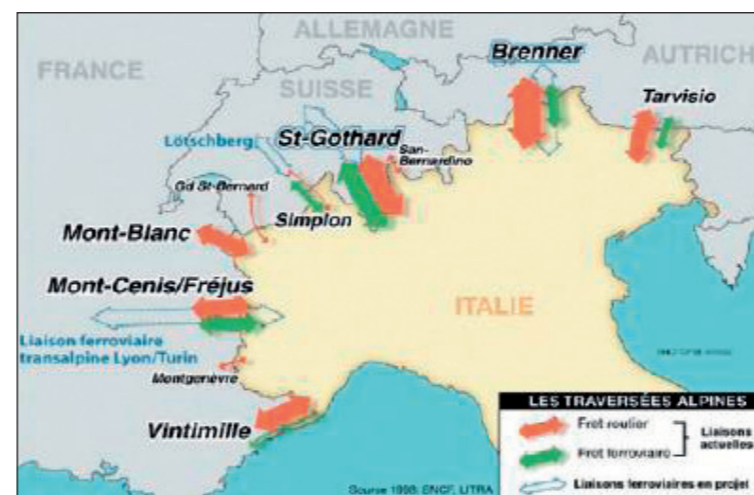 ALLEMAGNE
Brenner
FRANCE
AUTRICH
SUISSE
Tarvisio
Lötschberg
St-Gothard
San-
Bernardino
Gd St-Bernard
Simplon
Mont-Blanc
Mont-Cenis/Fréjus
ITALIE
Liaison ferroviaire
transalpine Lyon/Turin
Montgenèvre
LES TRAVERSÉES ALPINES
Fret routier
Liaisons
actuelles
Fret ferroviaire
Vintimille
Liaisons ferroviaires en projet
Source 1998: SNCF, LITRA